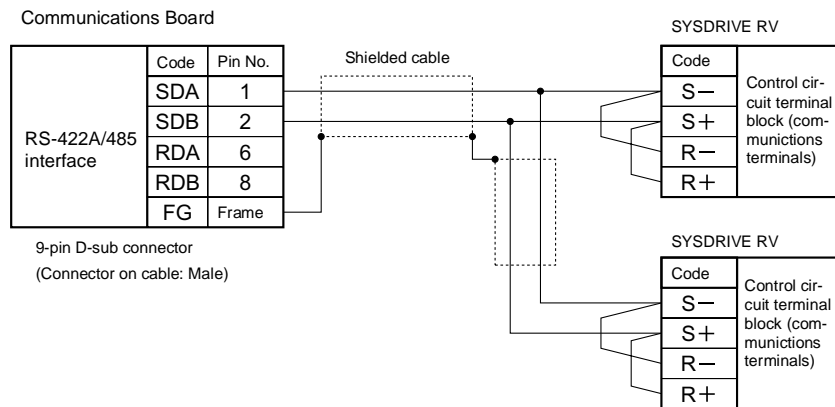 Communications Board
RS-422A/485
interface
Code Pin No.
SDA 1
SDB 2
RDA 6
RDB 8
FG Frame
9-pin D-sub connector
(Connector on cable: Male)
Shielded cable
SYSDRIVE RV
Code
S−
S+
R−
R+
Control cir-
cuit terminal
block (com-
munictions
terminals)
SYSDRIVE RV
Code
S−
S+
R−
R+
Control cir-
cuit terminal
block (com-
munictions
terminals)